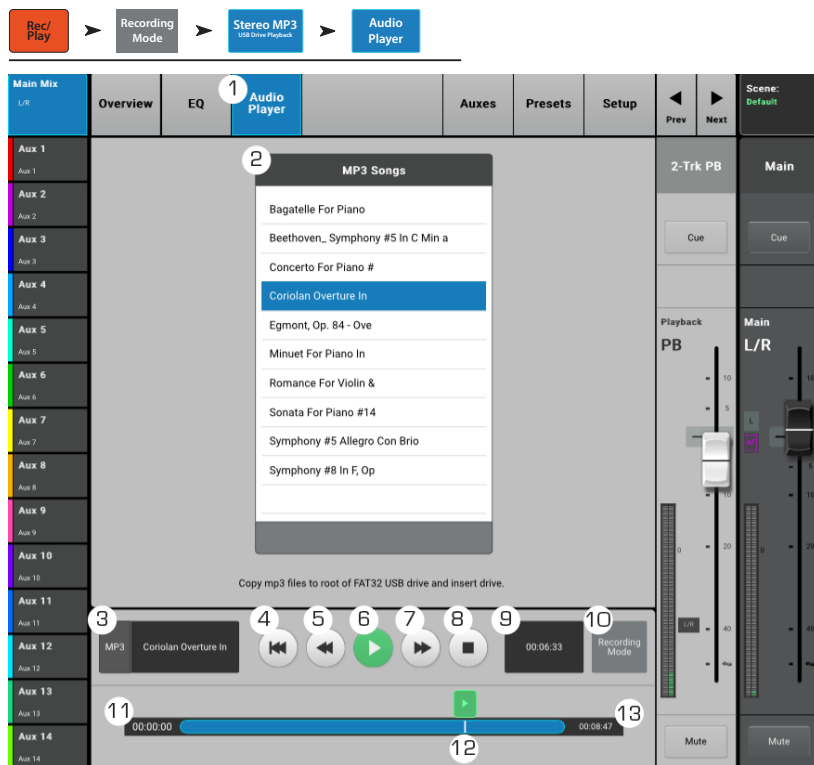 Rec/
Play
Recording
Mode
Stereo MP3
USB Drive Playback
Audio
Player
Main Mix
L/R
Overview
EQ
1
Audio
Player
Auxes
Presets
Setup
Prev
Next
Scene:
Default
Aux 1
Aux 1
Aux 2
Aux 2
Aux 3
Aux 3
Aux 4
Aux 4
Aux 5
Aux 5
Aux 6
Aux 6
Aux 7
Aux 7
Aux 8
Aux 8
Aux 9
Aux 9
Aux 10
Aux 10
Aux 11
Aux 11
Aux 12
Aux 12
Aux 13
Aux 13
Aux 14
Aux 14
2
MP3 Songs
Bagatelle For Piano
Beethoven_ Symphony #5 In C Min a
Concerto For Piano #
Coriolan Overture In
Egmont, Op. 84 - Ove
Minuet For Piano In
Romance For Violin &
Sonata For Piano #14
Symphony #5 Allegro Con Brio
Symphony #8 In F, Op
Copy mp3 files to root of FAT32 USB drive and insert drive.
3
MP3
Coriolan Overture In
4
5
6
7
8
9
00:06:33
10
Recording
Mode
11
00:00:00
12
00:08:47
13
2-Trk PB
Cue
Playback
PB
10
5
10
20
0
L/R
40
∞
Mute
Main
Cue
Main
L/R
L
10
5
10
20
0
40
∞
Mute